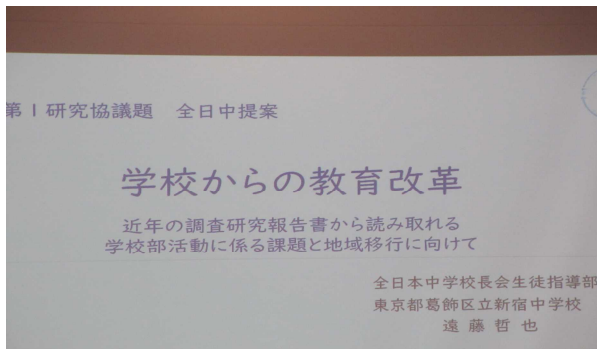 第1研究協議題　全日中提案
学校からの教育改革
近年の調査研究報告書から読み取れる
学校部活動に係る課題と地域移行に向けて
全日本中学校長会生徒指導部
東京都葛飾区立新宿中学校
遠藤哲也